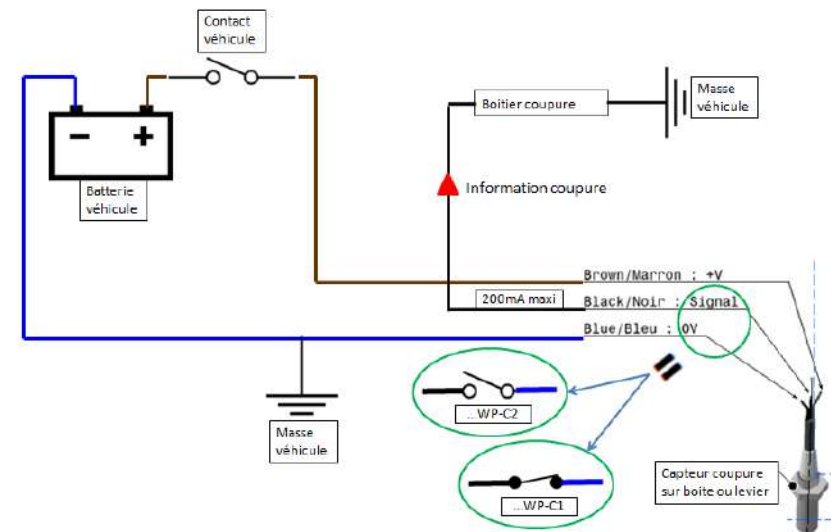 Contact
véhicule
Batterie
véhicule
Boitier coupure
Masse
véhicule
Information coupure
Brown/Marron : +V
200mA maxi
Black/Noir : Signal
Blue/Bleu : 0V
Masse
véhicule
...WP-C2
...WP-C1
Capteur coupure
sur boite ou levier